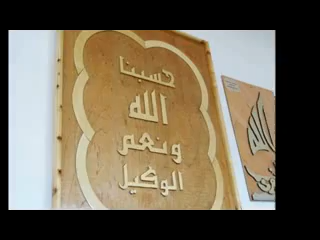 حسبنا
الله
ونعم
الوكيل